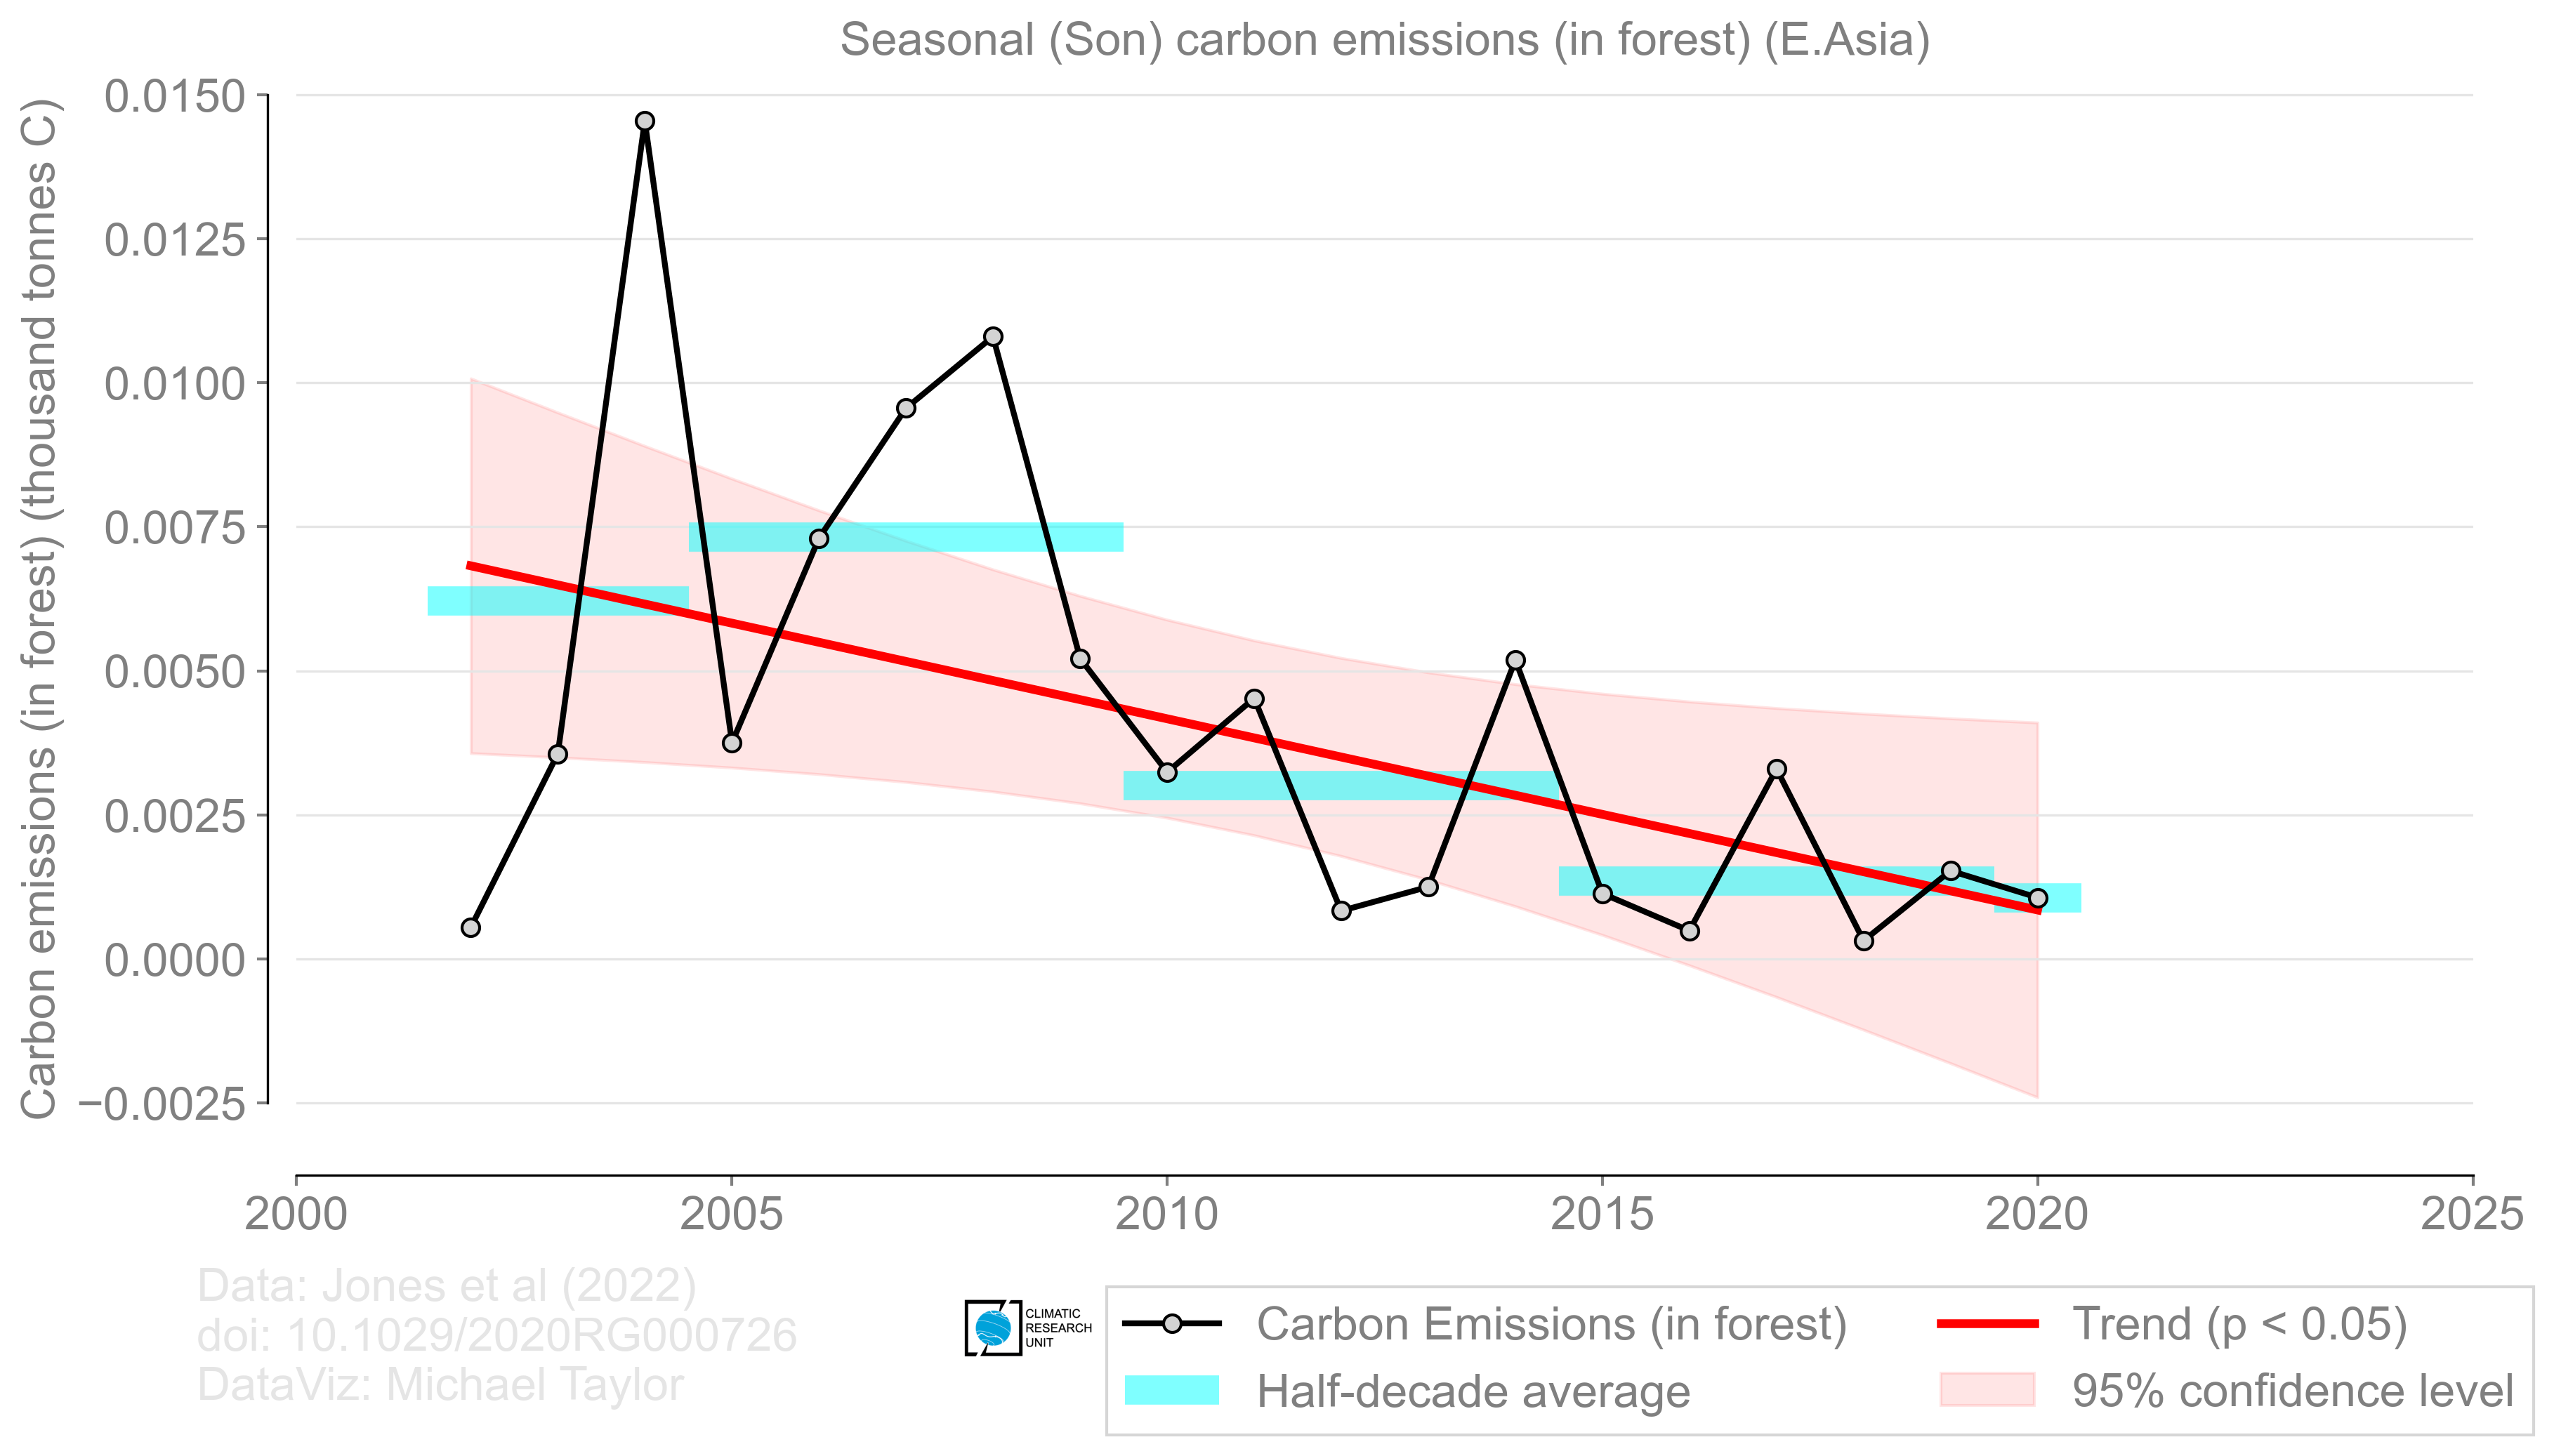 Seasonal (Son) carbon emissions (in forest) (E.Asia)
Carbon emissions (in forest) (thousand tonnes C)
0.0150
0.0125
0.0100
0.0075
0.0050
0.0025
0.0000
−0.0025
2000
2005
2010
2015
2020
2025
Data: Jones et al (2022)
doi: 10.1029/2020RG000726
DataViz: Michael Taylor
CLIMATIC
RESEARCH
UNIT
Carbon Emissions (in forest)
Half-decade average
Trend (p < 0.05)
95% confidence level